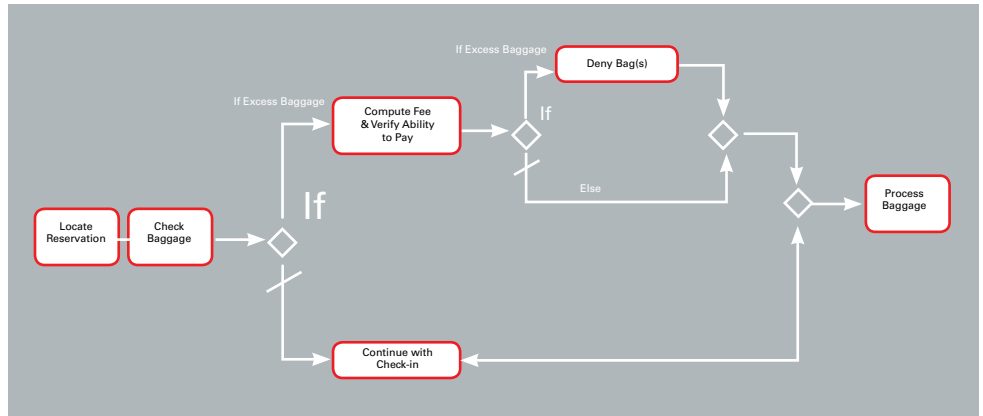 If Excess Baggage
Deny Bag(s)
If Excess Baggage
Compute Fee
& Verify Ability
to Pay
If
If
Else
Process
Baggage
Locate
Reservation
Check
Baggage
Continue with
Check-in